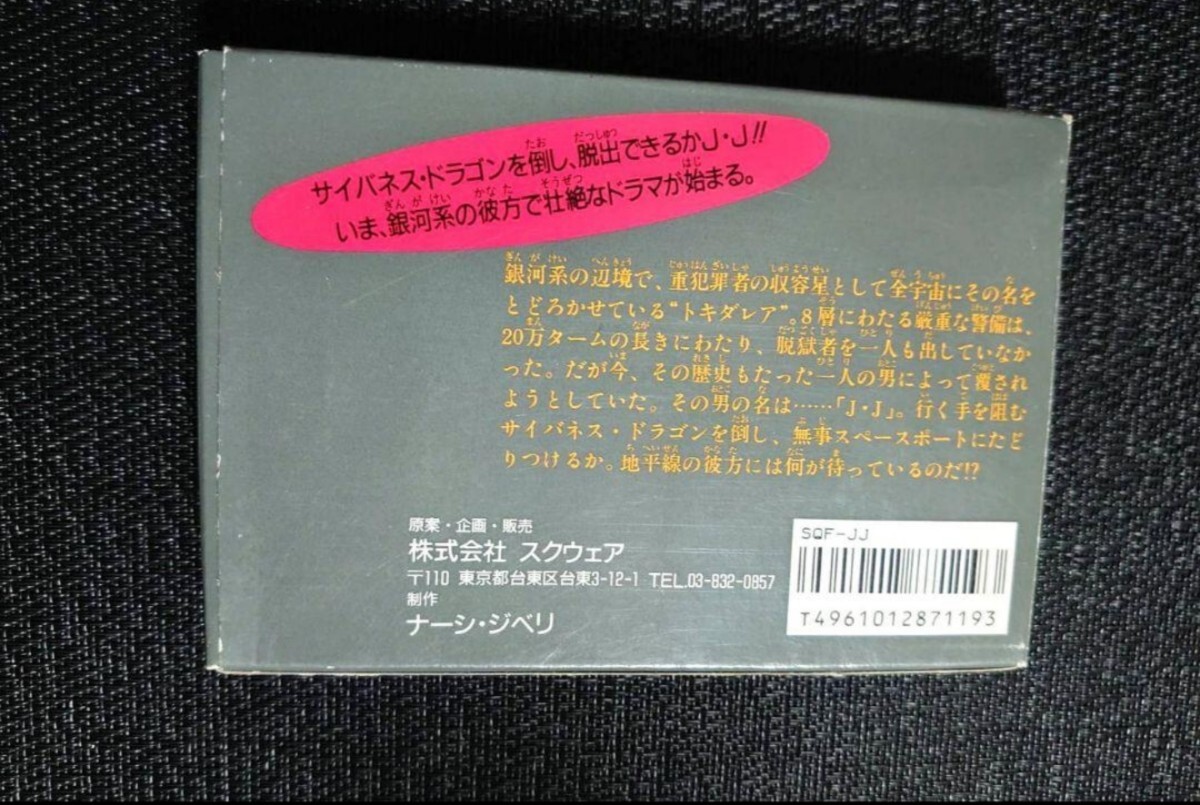 サイバネス・ドラゴンを倒し、脱出できるかJ・J!!
いま、銀河系の彼方で壮絶なドラマが始まる。
銀河系の辺境で、重犯罪者の収容星として全宇宙にその名を
とどろかせている“トキダレア”。8層にわたる厳重な警備は、
20万タームの長きにわたり、脱獄者を一人も出していなか
った。だが今、その歴史もたった一人の男によって覆され
ようとしていた。その男の名は……「J・J」。行く手を阻む
サイバネス・ドラゴンを倒し、無事スペースポートにたど
りつけるか。地平線の彼方には何が待っているのだ!?
原案・企画・販売
株式会社 スクウェア
〒110 東京都台東区台東3-12-1 TEL.03-832-0857
制作
ナーシ・ジベリ
SQF-JJ
T4961012871193